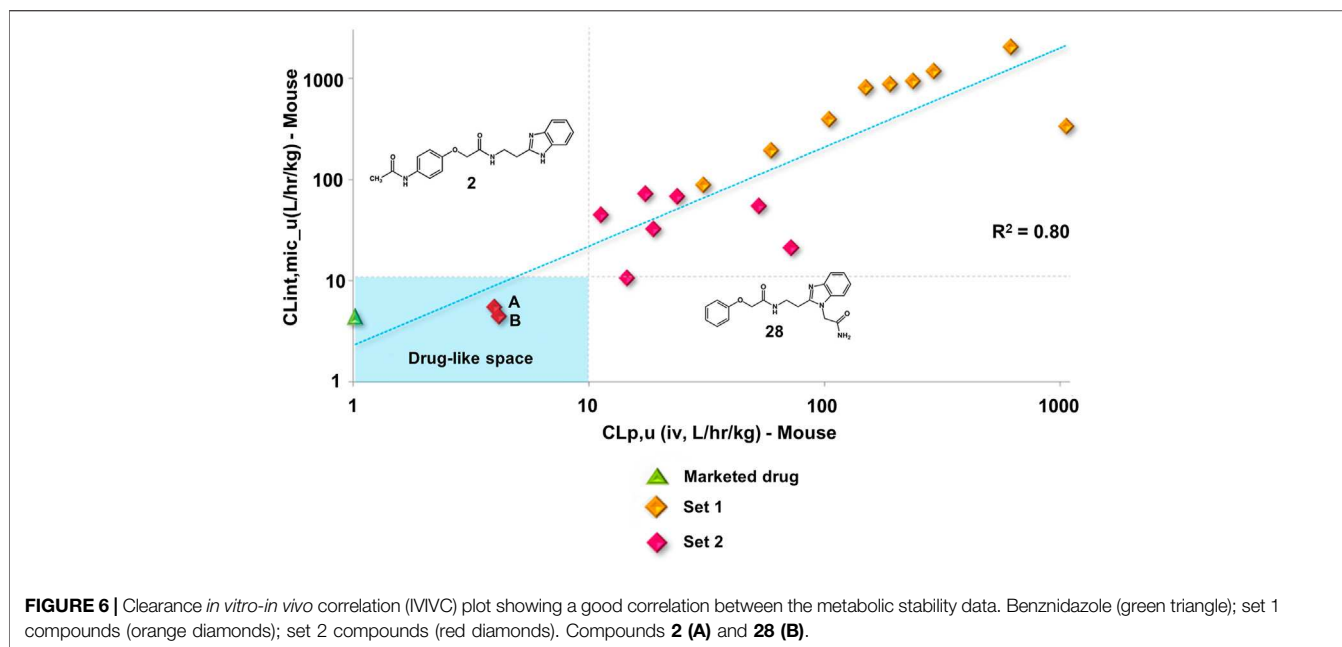 1000
100
10
1
CLint,mic_u(L/hr/kg) - Mouse
O
O
N
CH₃
N
H
O
N
H
N
H
2
R² = 0.80
A
B
Drug-like space
O
O
N
H
N
N
O
NH₂
28
1
10
100
1000
CLp,u (iv, L/hr/kg) - Mouse
Marketed drug
Set 1
Set 2
FIGURE 6 | Clearance in vitro-in vivo correlation (IVIVC) plot showing a good correlation between the metabolic stability data. Benznidazole (green triangle); set 1
compounds (orange diamonds); set 2 compounds (red diamonds). Compounds 2 (A) and 28 (B).